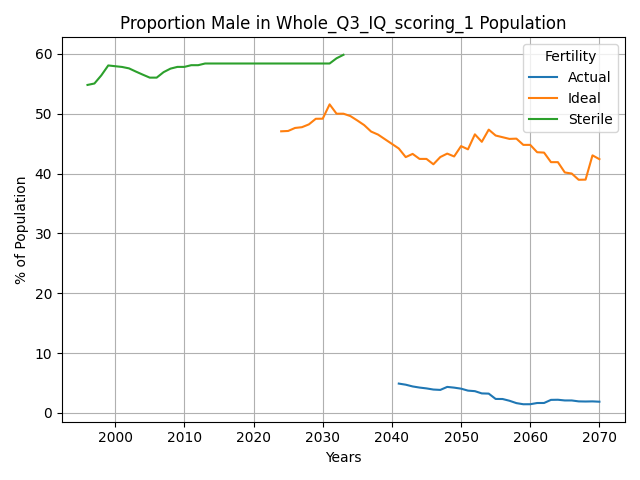 Proportion Male in Whole_Q3_IQ_scoring_1 Population
Fertility
Actual
Ideal
Sterile
% of Population
60
50
40
30
20
10
0
2000 2010 2020 2030 2040 2050 2060 2070
Years